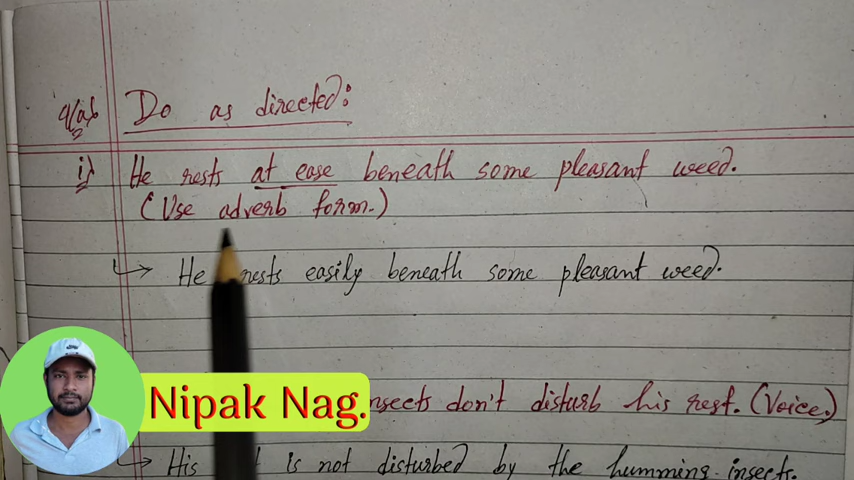 Do as directed:
i) He rests at ease beneath some pleasant weed.
(Use adverb form.)
He rests easily beneath some pleasant weed.
Nipak Nag.
insects don't disturb his rest. (Voice.)
His is not disturbed by the humming insects.